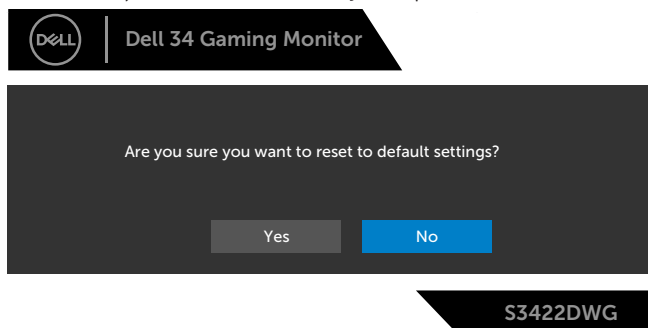 DELL
Dell 34 Gaming Monitor
Are you sure you want to reset to default settings?
Yes
No
S3422DWG